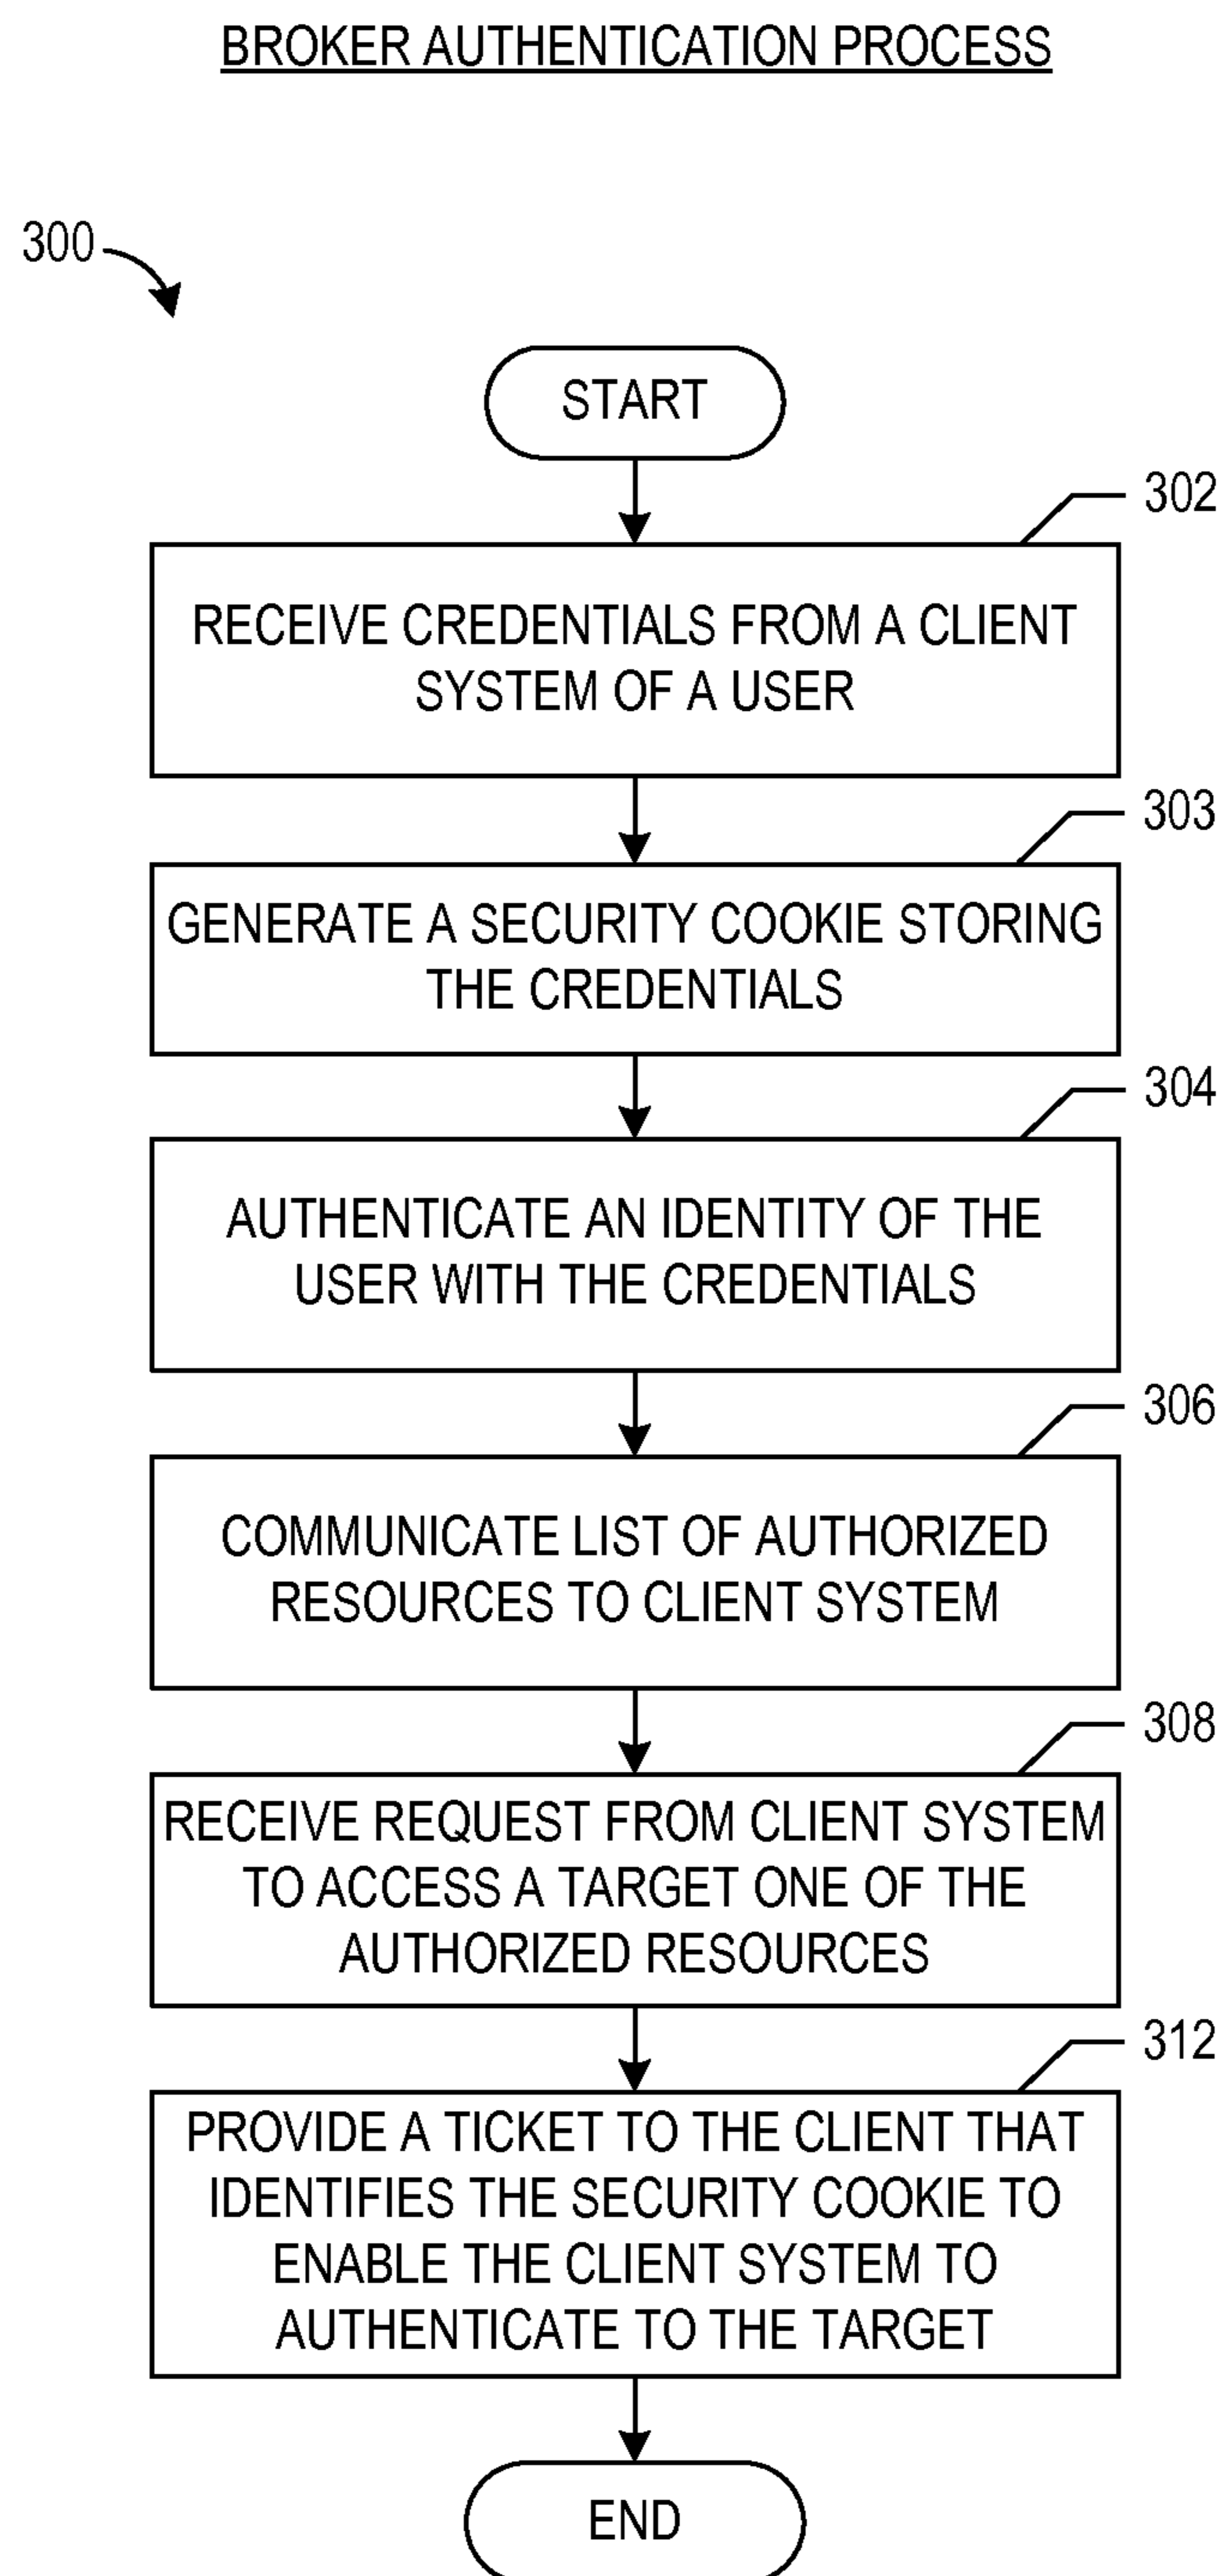 BROKER AUTHENTICATION PROCESS
300
START
302
RECEIVE CREDENTIALS FROM A CLIENT
SYSTEM OF A USER
303
GENERATE A SECURITY COOKIE STORING
THE CREDENTIALS
304
AUTHENTICATE AN IDENTITY OF THE
USER WITH THE CREDENTIALS
306
COMMUNICATE LIST OF AUTHORIZED
RESOURCES TO CLIENT SYSTEM
308
RECEIVE REQUEST FROM CLIENT SYSTEM
TO ACCESS A TARGET ONE OF THE
AUTHORIZED RESOURCES
312
PROVIDE A TICKET TO THE CLIENT THAT
IDENTIFIES THE SECURITY COOKIE TO
ENABLE THE CLIENT SYSTEM TO
AUTHENTICATE TO THE TARGET
END